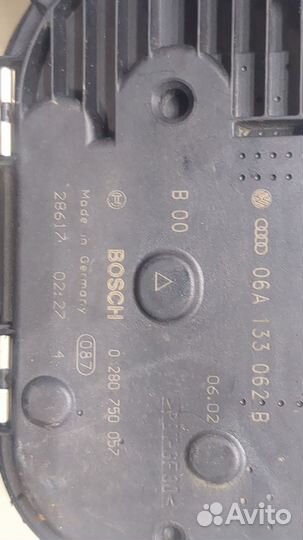 06A 133 062 B
B 00
06.02
BOSCH 0 280 750 057
Made in Germany 087
28617 02:27 4
Avito